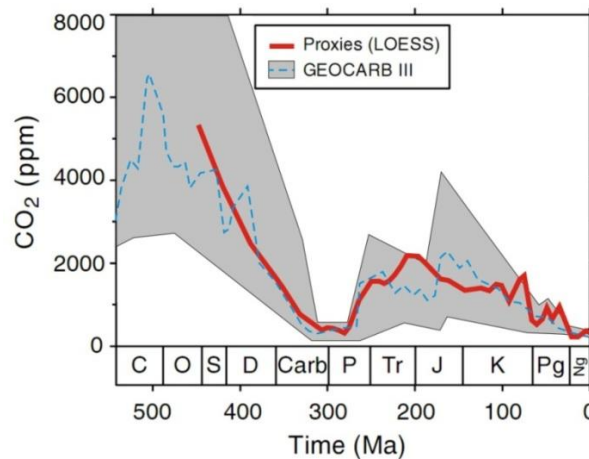 8000
6000
4000
2000
0
CO₂ (ppm)
Proxies (LOESS)
GEOCARB III
C O S D Carb P Tr J K Pg Ng
500 400 300 200 100 0
Time (Ma)